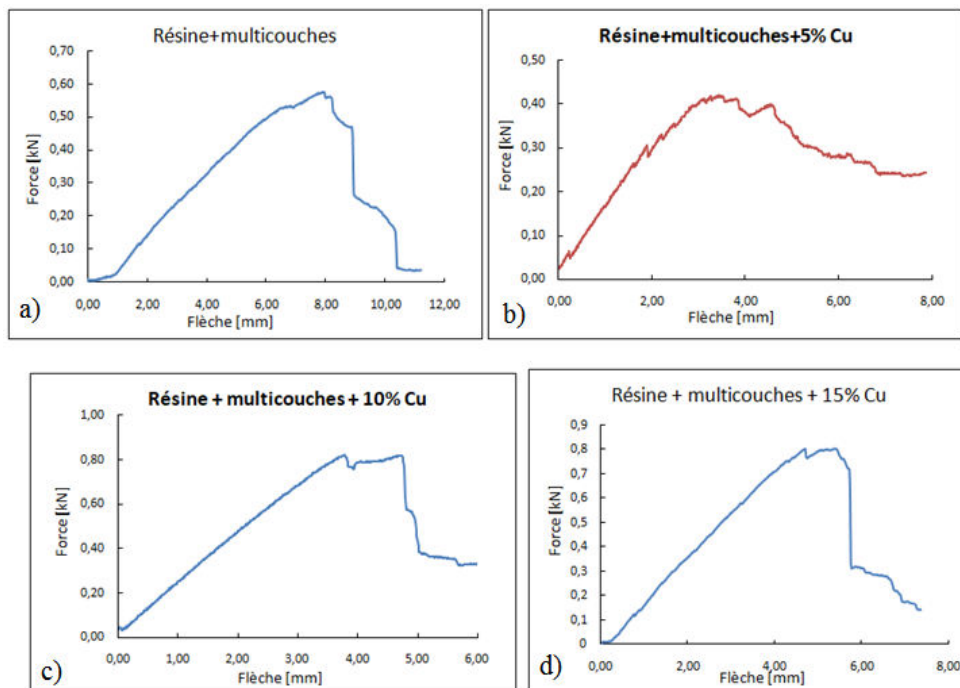 Résine+multicouches
Force [kN]
0,70
0,60
0,50
0,40
0,30
0,20
0,10
0,00
0,00 2,00 4,00 6,00 8,00 10,00 12,00
Flèche [mm]
a)
Résine+multicouches+5% Cu
Force [kN]
0,50
0,40
0,30
0,20
0,10
0,00
0,00 2,00 4,00 6,00 8,00
Flèche [mm]
b)
Résine + multicouches + 10% Cu
Force [kN]
1,00
0,80
0,60
0,40
0,20
0,00
0,00 1,00 2,00 3,00 4,00 5,00 6,00
Flèche [mm]
c)
Résine + multicouches + 15% Cu
Force [kN]
0,9
0,8
0,7
0,6
0,5
0,4
0,3
0,2
0,1
0
0,00 2,00 4,00 6,00 8,00
Flèche [mm]
d)